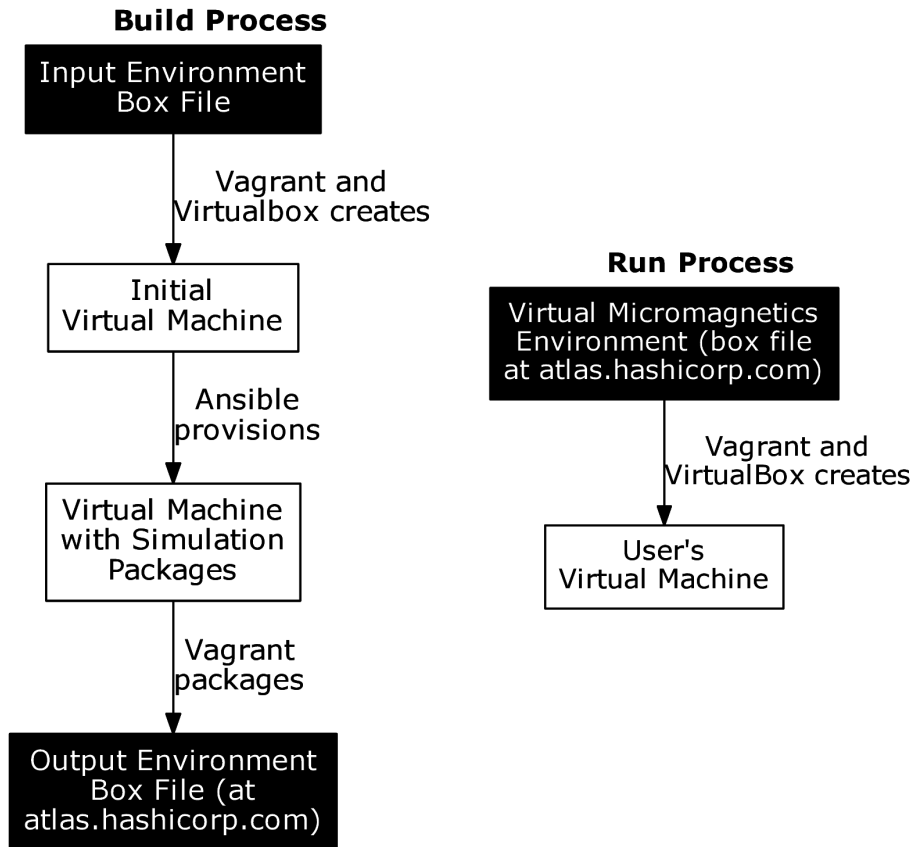 Build Process
Input Environment
Box File
Vagrant and
Virtualbox creates
Initial
Virtual Machine
Ansible
provisions
Virtual Machine
with Simulation
Packages
Vagrant
packages
Output Environment
Box File (at
atlas.hashicorp.com)
Run Process
Virtual Micromagnetics
Environment (box file
at atlas.hashicorp.com)
Vagrant and
VirtualBox creates
User's
Virtual Machine